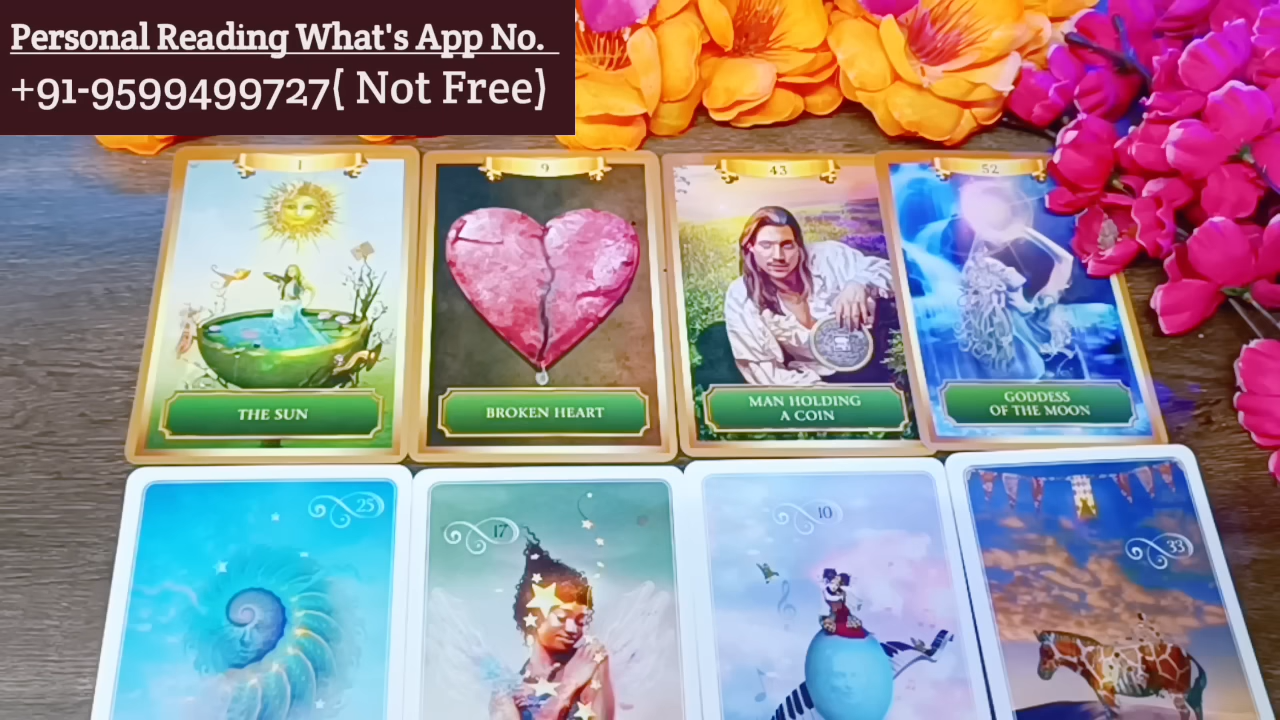 Personal Reading What's App No.
+91-9599499727( Not Free)
1
9
43
52
THE SUN
BROKEN HEART
MAN HOLDING
A COIN
GODDESS
OF THE MOON
25
17
10
33